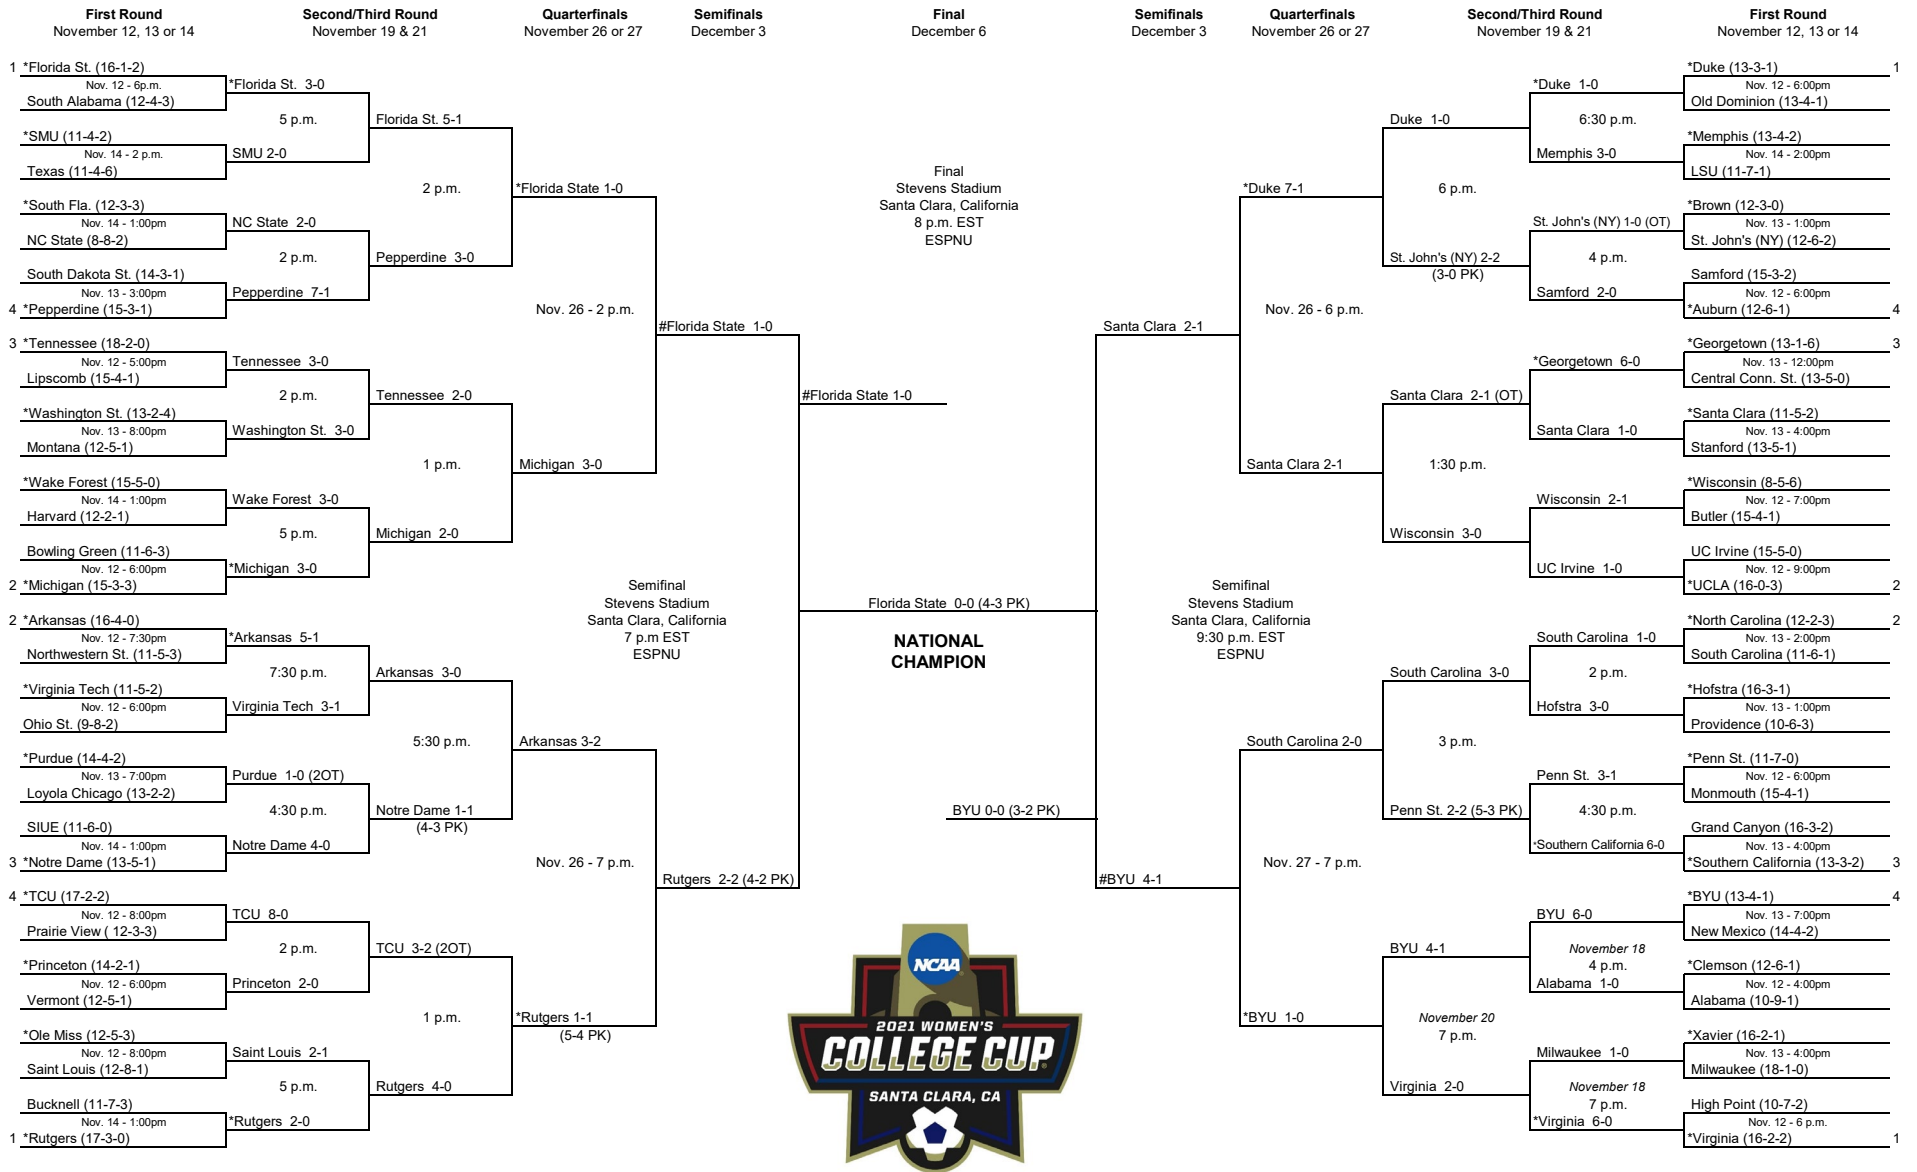 First Round
November 12, 13 or 14
Second/Third Round
November 19 & 21
Quarterfinals
November 26 or 27
Semifinals
December 3
Final
December 6
Semifinals
December 3
Quarterfinals
November 26 or 27
Second/Third Round
November 19 & 21
First Round
November 12, 13 or 14
1 *Florida St. (16-1-2)
Nov. 12 - 6p.m.
South Alabama (12-4-3)
*SMU (11-4-2)
Nov. 14 - 2 p.m.
Texas (11-4-6)
*South Fla. (12-3-3)
Nov. 14 - 1:00pm
NC State (8-8-2)
South Dakota St. (14-3-1)
Nov. 13 - 3:00pm
4 *Pepperdine (15-3-1)
3 *Tennessee (18-2-0)
Nov. 12 - 5:00pm
Lipscomb (15-4-1)
*Washington St. (13-2-4)
Nov. 13 - 8:00pm
Montana (12-5-1)
*Wake Forest (15-5-0)
Nov. 14 - 1:00pm
Harvard (12-2-1)
Bowling Green (11-6-3)
Nov. 12 - 6:00pm
2 *Michigan (15-3-3)
2 *Arkansas (16-4-0)
Nov. 12 - 7:30pm
Northwestern St. (11-5-3)
*Virginia Tech (11-5-2)
Nov. 12 - 6:00pm
Ohio St. (9-8-2)
*Purdue (14-4-2)
Nov. 13 - 7:00pm
Loyola Chicago (13-2-2)
SIUE (11-6-0)
Nov. 14 - 1:00pm
3 *Notre Dame (13-5-1)
4 *TCU (17-2-2)
Nov. 12 - 8:00pm
Prairie View ( 12-3-3)
*Princeton (14-2-1)
Nov. 12 - 6:00pm
Vermont (12-5-1)
*Ole Miss (12-5-3)
Nov. 12 - 8:00pm
Saint Louis (12-8-1)
Bucknell (11-7-3)
Nov. 14 - 1:00pm
1 *Rutgers (17-3-0)
*Florida St. 3-0
5 p.m.
SMU 2-0
NC State 2-0
2 p.m.
Pepperdine 7-1
Tennessee 3-0
2 p.m.
Washington St. 3-0
Wake Forest 3-0
5 p.m.
*Michigan 3-0
*Arkansas 5-1
7:30 p.m.
Virginia Tech 3-1
Purdue 1-0 (2OT)
4:30 p.m.
Notre Dame 4-0
TCU 8-0
2 p.m.
Princeton 2-0
Saint Louis 2-1
5 p.m.
*Rutgers 2-0
Florida St. 5-1
2 p.m.
Pepperdine 3-0
Tennessee 2-0
1 p.m.
Michigan 2-0
Arkansas 3-0
5:30 p.m.
Notre Dame 1-1
(4-3 PK)
TCU 3-2 (2OT)
1 p.m.
Rutgers 4-0
*Florida State 1-0
Nov. 26 - 2 p.m.
Michigan 3-0
Arkansas 3-2
Nov. 26 - 7 p.m.
*Rutgers 1-1
(5-4 PK)
#Florida State 1-0
Semifinal
Stevens Stadium
Santa Clara, California
7 p.m EST
ESPNU
Rutgers 2-2 (4-2 PK)
#Florida State 1-0
Final
Stevens Stadium
Santa Clara, California
8 p.m. EST
ESPNU
Florida State 0-0 (4-3 PK)
NATIONAL
CHAMPION
BYU 0-0 (3-2 PK)
NCAA
2021 WOMEN'S
COLLEGE CUP
SANTA CLARA, CA
Santa Clara 2-1
Semifinal
Stevens Stadium
Santa Clara, California
9:30 p.m. EST
ESPNU
#BYU 4-1
*Duke 7-1
Nov. 26 - 6 p.m.
Santa Clara 2-1
South Carolina 2-0
Nov. 27 - 7 p.m.
*BYU 1-0
Duke 1-0
6 p.m.
St. John's (NY) 2-2
(3-0 PK)
Santa Clara 2-1 (OT)
1:30 p.m.
Wisconsin 3-0
South Carolina 3-0
3 p.m.
Penn St. 2-2 (5-3 PK)
BYU 4-1
November 20
7 p.m.
Virginia 2-0
*Duke 1-0
6:30 p.m.
Memphis 3-0
St. John's (NY) 1-0 (OT)
4 p.m.
Samford 2-0
*Georgetown 6-0
Santa Clara 1-0
Wisconsin 2-1
UC Irvine 1-0
South Carolina 1-0
2 p.m.
Hofstra 3-0
Penn St. 3-1
4:30 p.m.
*Southern California 6-0
BYU 6-0
November 18
4 p.m.
Alabama 1-0
Milwaukee 1-0
November 18
7 p.m.
*Virginia 6-0
*Duke (13-3-1) 1
Nov. 12 - 6:00pm
Old Dominion (13-4-1)
*Memphis (13-4-2)
Nov. 14 - 2:00pm
LSU (11-7-1)
*Brown (12-3-0)
Nov. 13 - 1:00pm
St. John's (NY) (12-6-2)
Samford (15-3-2)
Nov. 12 - 6:00pm
*Auburn (12-6-1) 4
*Georgetown (13-1-6) 3
Nov. 13 - 12:00pm
Central Conn. St. (13-5-0)
*Santa Clara (11-5-2)
Nov. 13 - 4:00pm
Stanford (13-5-1)
*Wisconsin (8-5-6)
Nov. 12 - 7:00pm
Butler (15-4-1)
UC Irvine (15-5-0)
Nov. 12 - 9:00pm
*UCLA (16-0-3) 2
*North Carolina (12-2-3) 2
Nov. 13 - 2:00pm
South Carolina (11-6-1)
*Hofstra (16-3-1)
Nov. 13 - 1:00pm
Providence (10-6-3)
*Penn St. (11-7-0)
Nov. 12 - 6:00pm
Monmouth (15-4-1)
Grand Canyon (16-3-2)
Nov. 13 - 4:00pm
*Southern California (13-3-2) 3
*BYU (13-4-1) 4
Nov. 13 - 7:00pm
New Mexico (14-4-2)
*Clemson (12-6-1)
Nov. 12 - 4:00pm
Alabama (10-9-1)
*Xavier (16-2-1)
Nov. 13 - 4:00pm
Milwaukee (18-1-0)
High Point (10-7-2)
Nov. 12 - 6 p.m.
*Virginia (16-2-2) 1